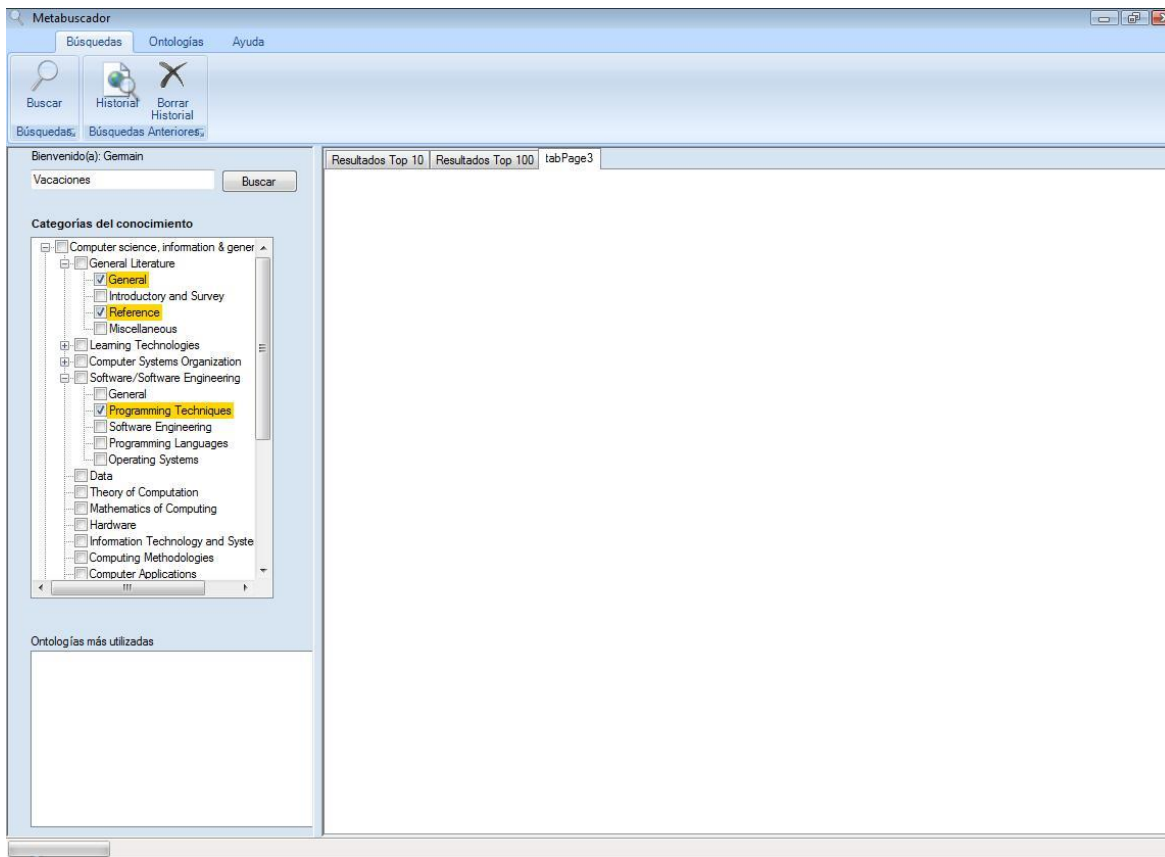 Metabuscador
Búsquedas Ontologías Ayuda
Buscar Historial Borrar Historial
Búsquedas Búsquedas Anteriores
Bienvenido(a): Germain
Vacaciones Buscar
Resultados Top 10 Resultados Top 100 tabPage3
Categorías del conocimiento
Computer science, information & gener
General Literature
General
Introductory and Survey
Reference
Miscellaneous
Learning Technologies
Computer Systems Organization
Software/Software Engineering
General
Programming Techniques
Software Engineering
Programming Languages
Operating Systems
Data
Theory of Computation
Mathematics of Computing
Hardware
Information Technology and Syste
Computing Methodologies
Computer Applications
Ontologías más utilizadas